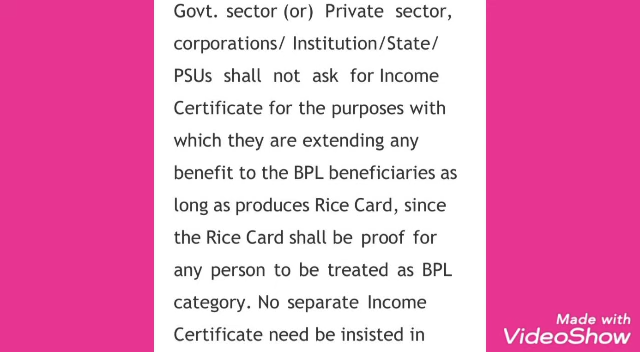 Govt. sector (or) Private sector,
corporations/ Institution/State/
PSUs shall not ask for Income
Certificate for the purposes with
which they are extending any
benefit to the BPL beneficiaries as
long as produces Rice Card, since
the Rice Card shall be proof for
any person to be treated as BPL
category. No separate Income
Certificate need be insisted in
Made with
VideoShow